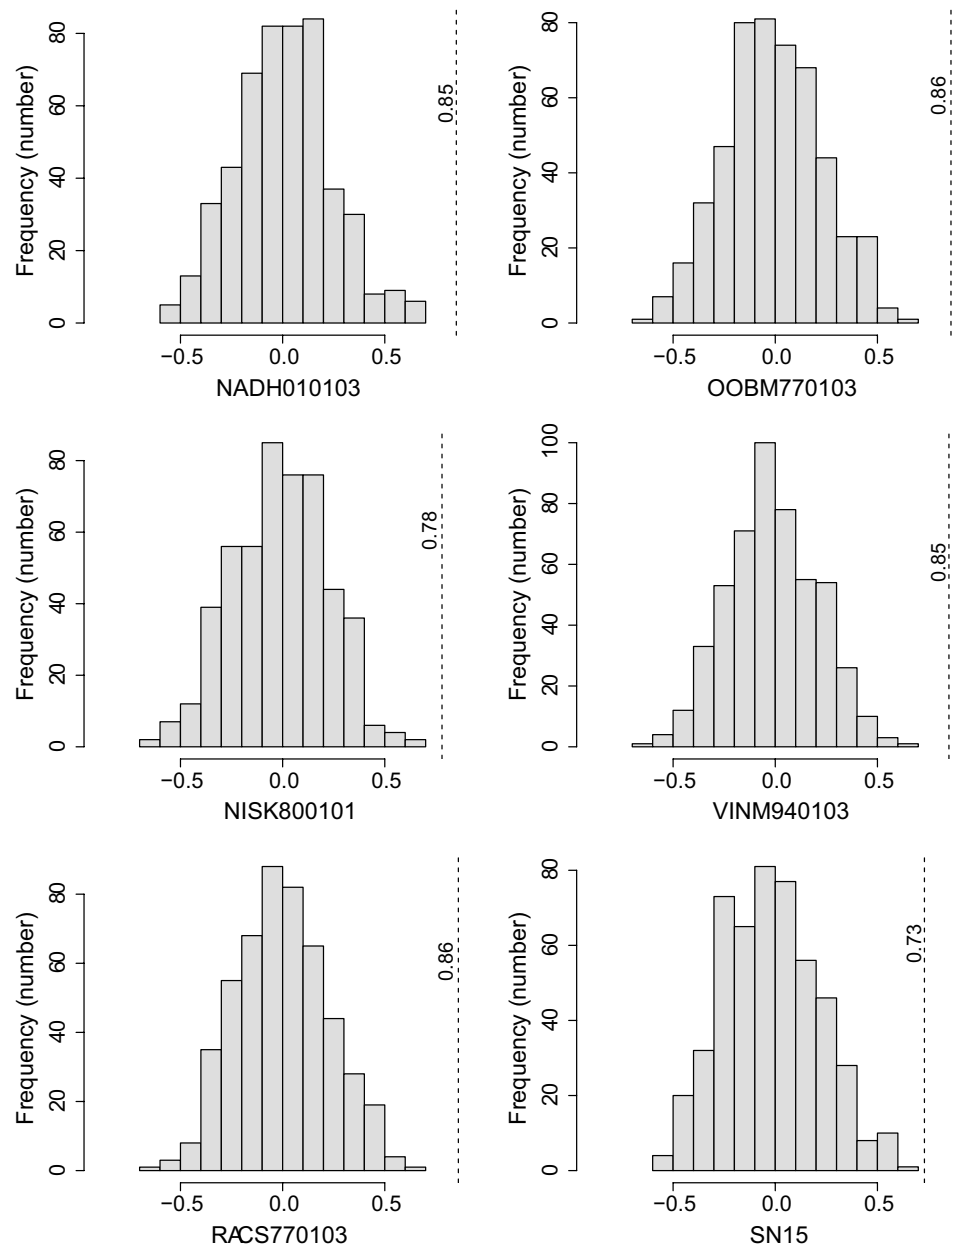 Frequency (number)
0 20 40 60 80
0.85
−0.5 0.0 0.5
NADH010103
Frequency (number)
0 20 40 60 80
0.86
−0.5 0.0 0.5
OOBM770103
Frequency (number)
0 20 40 60 80
0.78
−0.5 0.0 0.5
NISK800101
Frequency (number)
0 20 40 60 80 100
0.85
−0.5 0.0 0.5
VINM940103
Frequency (number)
0 20 40 60 80
0.86
−0.5 0.0 0.5
RACS770103
Frequency (number)
0 20 40 60 80
0.73
−0.5 0.0 0.5
SN15